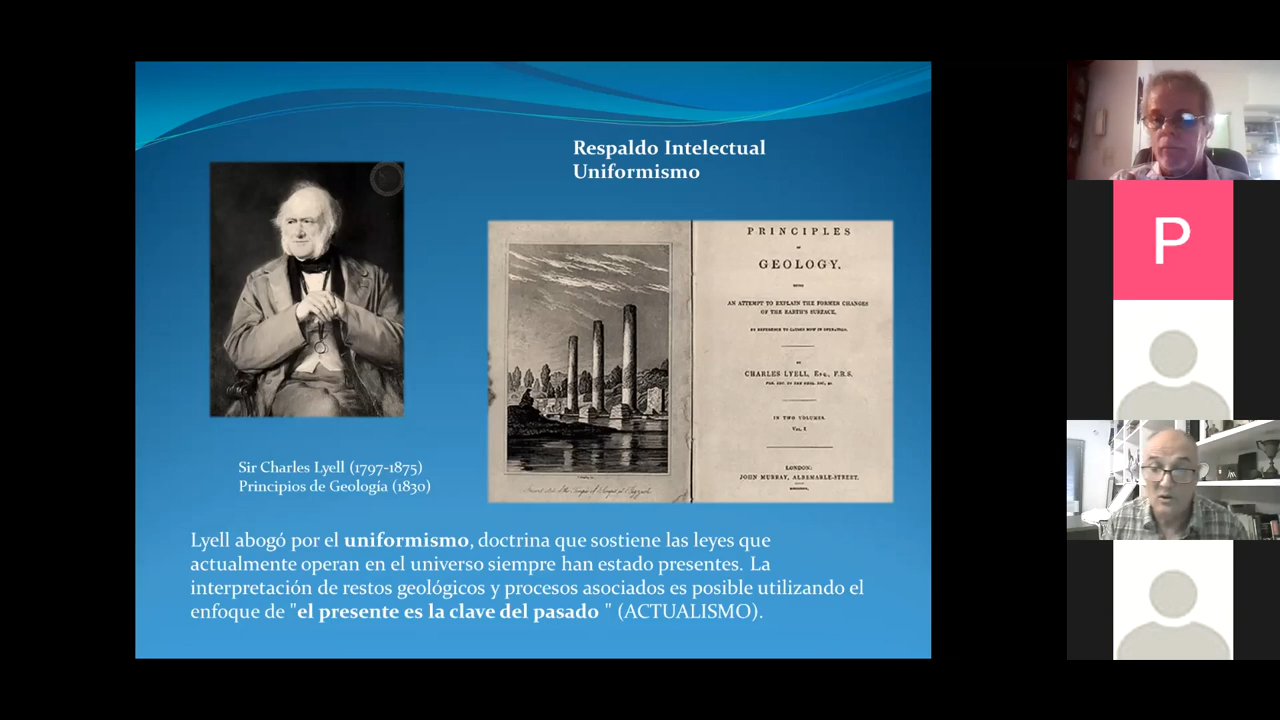 Respaldo Intelectual
Uniformismo
PRINCIPLES
OF
GEOLOGY,
BEING
AN ATTEMPT TO EXPLAIN THE FORMER CHANGES
OF THE EARTH'S SURFACE,
BY REFERENCE TO CAUSES NOW IN OPERATION.
BY
CHARLES LYELL, Esq., F.R.S.
IN TWO VOLUMES.
Vol. I
LONDON:
JOHN MURRAY, ALBEMARLE-STREET.
Sir Charles Lyell (1797-1875)
Principios de Geología (1830)
Lyell abogó por el uniformismo, doctrina que sostiene las leyes que
actualmente operan en el universo siempre han estado presentes. La
interpretación de restos geológicos y procesos asociados es posible utilizando el
enfoque de "el presente es la clave del pasado " (ACTUALISMO).
P